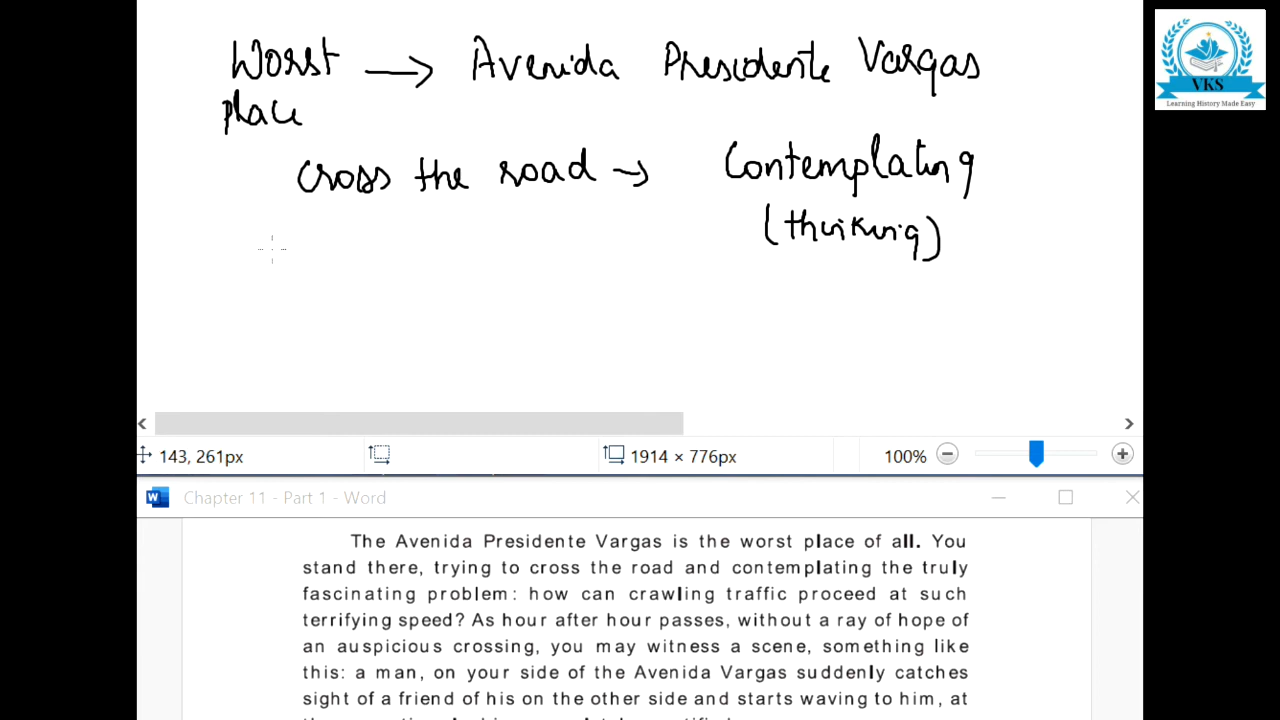 Worst → Avenida Presidente Vargas
place
VKS
Learning History Made Easy
cross the road → Contemplating
(thinking)
143, 261px
1914 × 776px
100%
Chapter 11 - Part 1 - Word
The Avenida Presidente Vargas is the worst place of all. You
stand there, trying to cross the road and contemplating the truly
fascinating problem: how can crawling traffic proceed at such
terrifying speed? As hour after hour passes, without a ray of hope of
an auspicious crossing, you may witness a scene, something like
this: a man, on your side of the Avenida Vargas suddenly catches
sight of a friend of his on the other side and starts waving to him, at